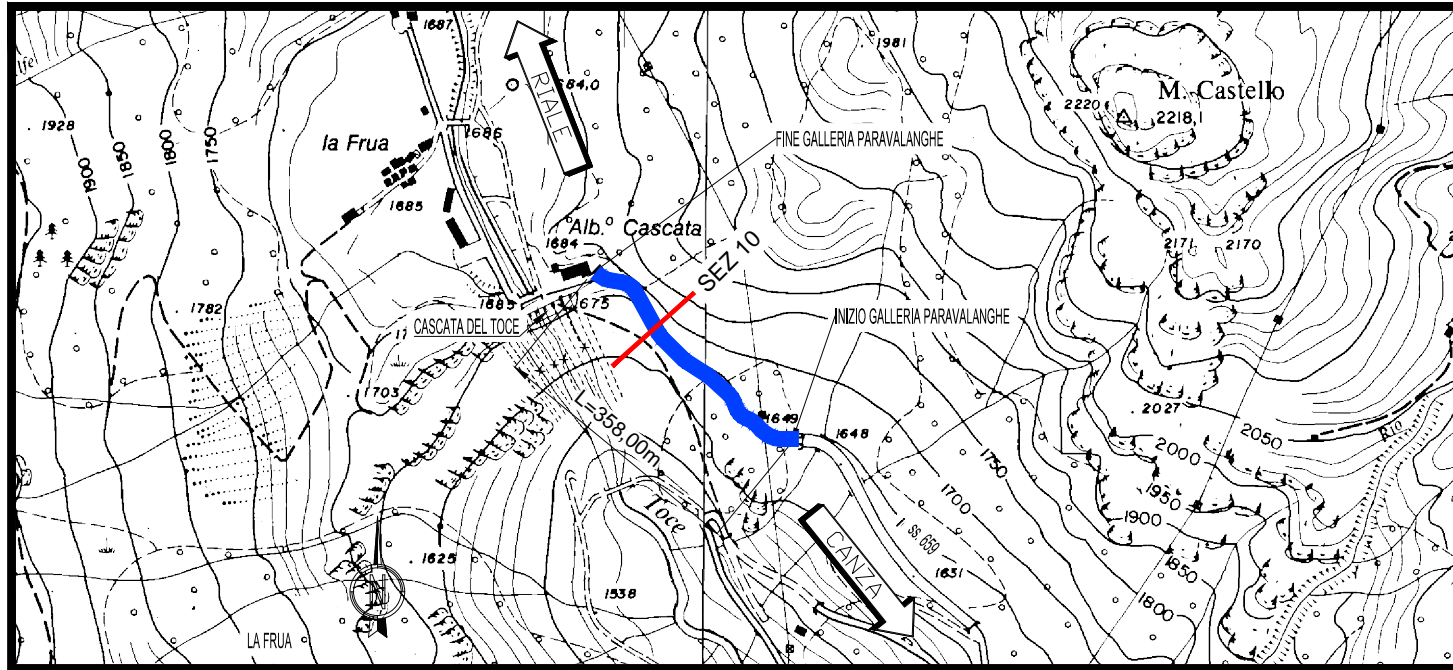 1687
1981
RIALE
684,0
M. Castello
2220
2218,1
1928
1900
1850
1800
1750
la Frua
1686
FINE GALLERIA PARAVALANGHE
1685
Alb.º Cascata
1684
SEZ 10
2171
2170
1782
1685
675
CASCATA DEL TOCE
INIZIO GALLERIA PARAVALANGHE
17
1703
L=358,00m
1649
1648
2027
2050
2000
1950
1900
1850
1800
1750
1700
Rio
Toce
SS. 659
CANZA
1625
1538
1631
N
LA FRUA